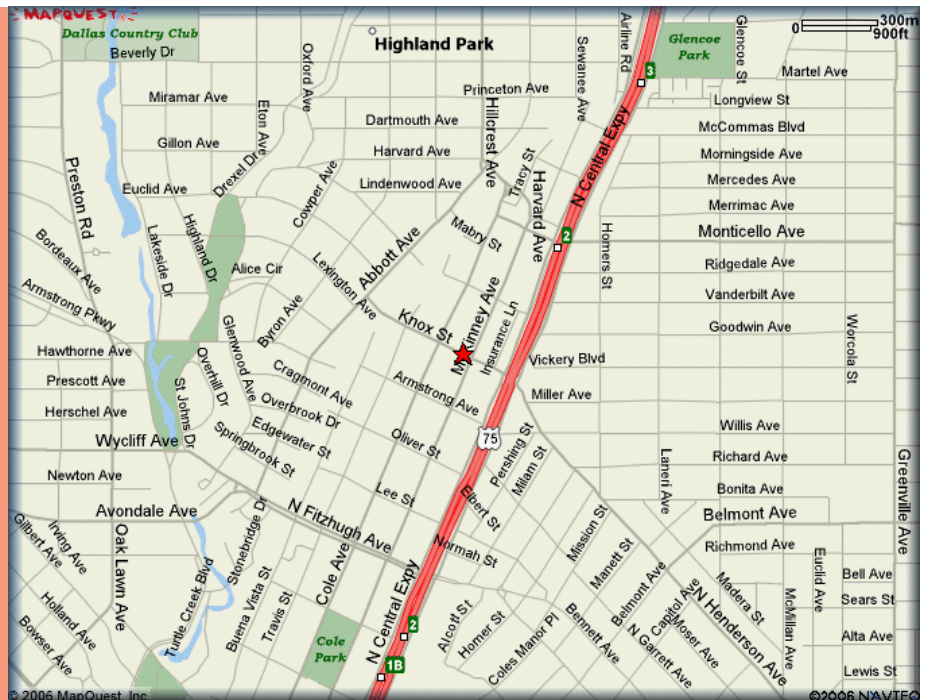 MAPQUEST
300m
900ft
Dallas Country Club
Beverly Dr
Highland Park
Glencoe
Park
Glencoe St
Airline Rd
Sewanee Ave
Oxford Ave
3
Martel Ave
Miramar Ave
Eton Ave
Princeton Ave
Hillcrest Ave
Longview St
Dartmouth Ave
N Central Expy
McCommas Blvd
Gillon Ave
Drexel Dr
Harvard Ave
Tracy St
Morningside Ave
Preston Rd
Euclid Ave
Cowper Ave
Lindenwood Ave
Harvard Ave
Mercedes Ave
Merrimac Ave
Highland Dr
Lakeside Dr
Mabry St
2
Homers St
Monticello Ave
Bordeaux Ave
Alice Cir
Lexington Ave
Abbott Ave
Ridgedale Ave
Armstrong Pkwy
Byron Ave
Knox St
McKinney Ave
Insurance Ln
Vanderbilt Ave
Glenwood Ave
Goodwin Ave
Worcola St
Hawthorne Ave
Overhill Dr
Vickery Blvd
Prescott Ave
St Johns Dr
Cragmont Ave
Armstrong Ave
Miller Ave
Herschel Ave
Overbrook Dr
Wycliff Ave
Springbrook St
Edgewater St
Oliver St
75
Pershing St
Milam St
Willis Ave
Laneri Ave
Richard Ave
Greenville Ave
Newton Ave
Lee St
Elbert St
Bonita Ave
Avondale Ave
Stonebridge Dr
N Fitzhugh Ave
Mission St
Belmont Ave
Gilbert Ave
Irving Ave
Oak Lawn Ave
Normah St
Manett St
Richmond Ave
Turtle Creek Blvd
Buena Vista St
Travis St
Cole Ave
N Central Expy
Belmont Ave
Capitol Ave
N Henderson Ave
Madera St
McMillan Ave
Euclid Ave
Bell Ave
Sears St
Holland Ave
Bowser Ave
Cole
Park
2
Alcott St
Homer St
Coles Manor Pl
Bennett Ave
N Garrett Ave
Moser Ave
Alta Ave
1B
Lewis St
© 2006 MapQuest, Inc.
©2006 NAVTEQ